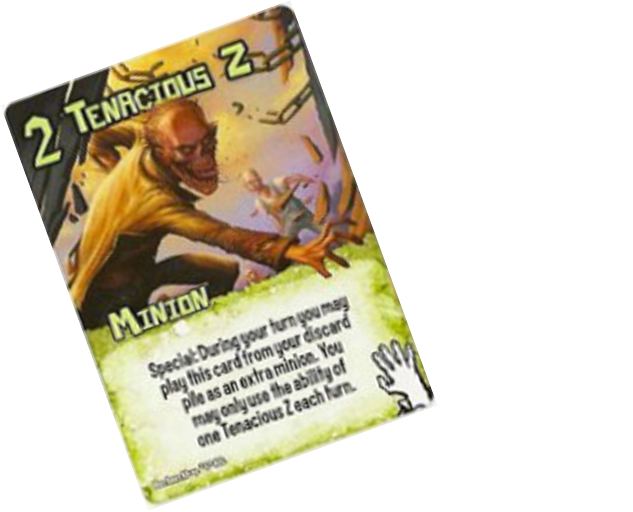 2 TENACIOUS Z
MINION
Special: During your turn you may
play this card from your discard
pile as an extra minion. You
may only use the ability of
one Tenacious Z each turn.